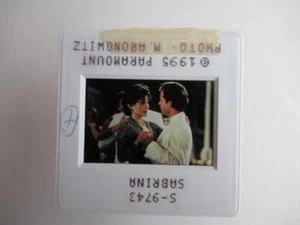 SABRINA
S-9743
© 1995 PARAMOUNT
PHOTO: M. ARONOWITZ